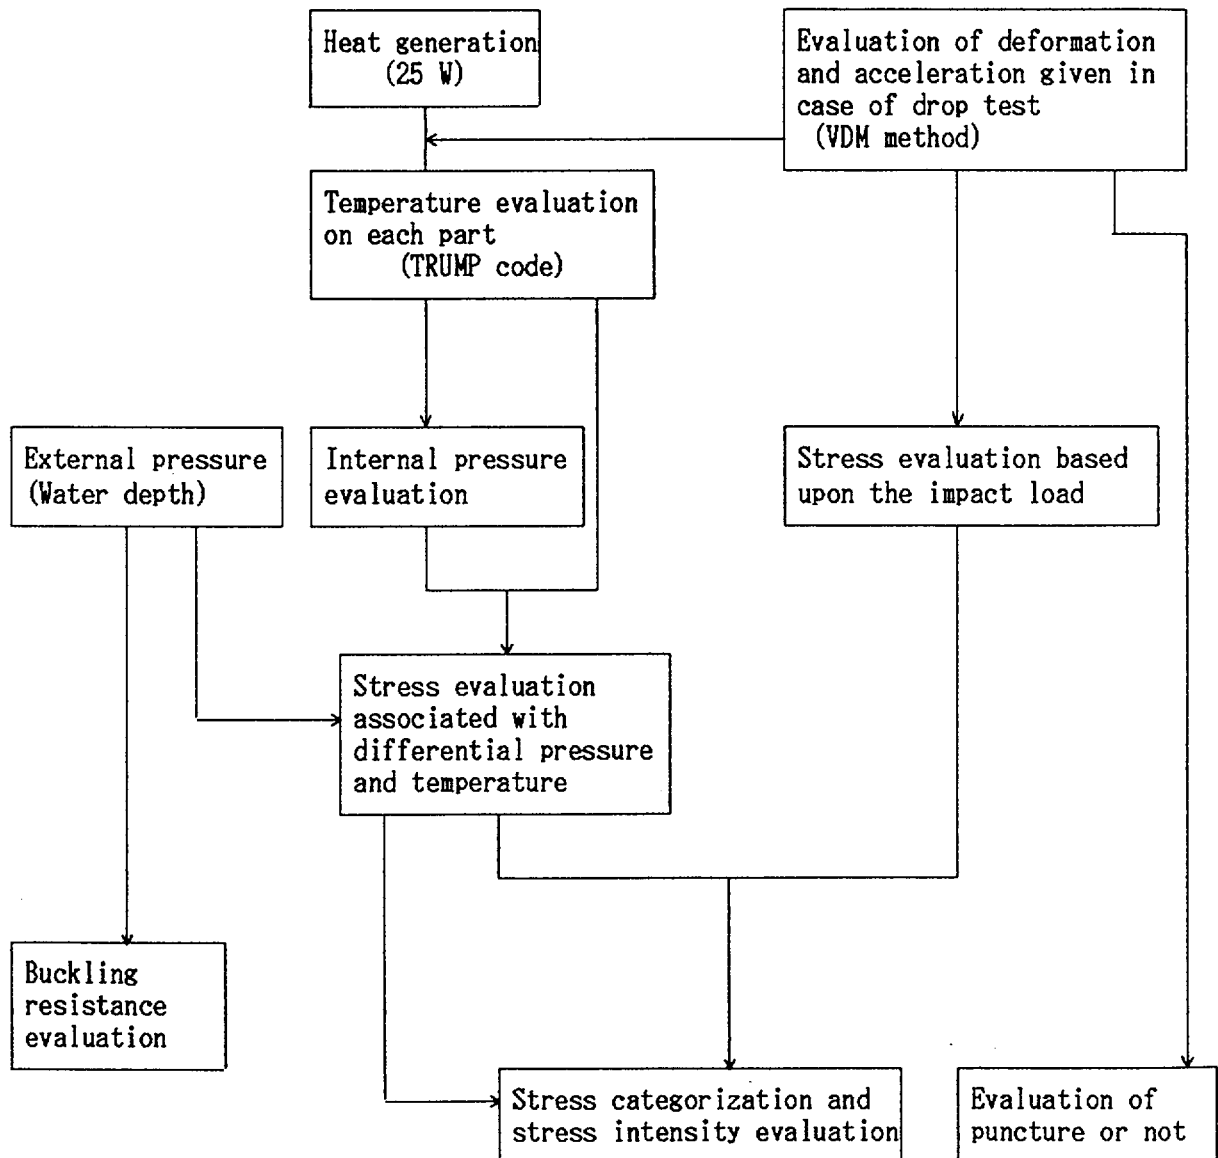 Heat generation
(25 W)
Evaluation of deformation
and acceleration given in
case of drop test
(VDM method)
Temperature evaluation
on each part
(TRUMP code)
External pressure
(Water depth)
Internal pressure
evaluation
Stress evaluation based
upon the impact load
Stress evaluation
associated with
differential pressure
and temperature
Buckling
resistance
evaluation
Stress categorization and
stress intensity evaluation
Evaluation of
puncture or not